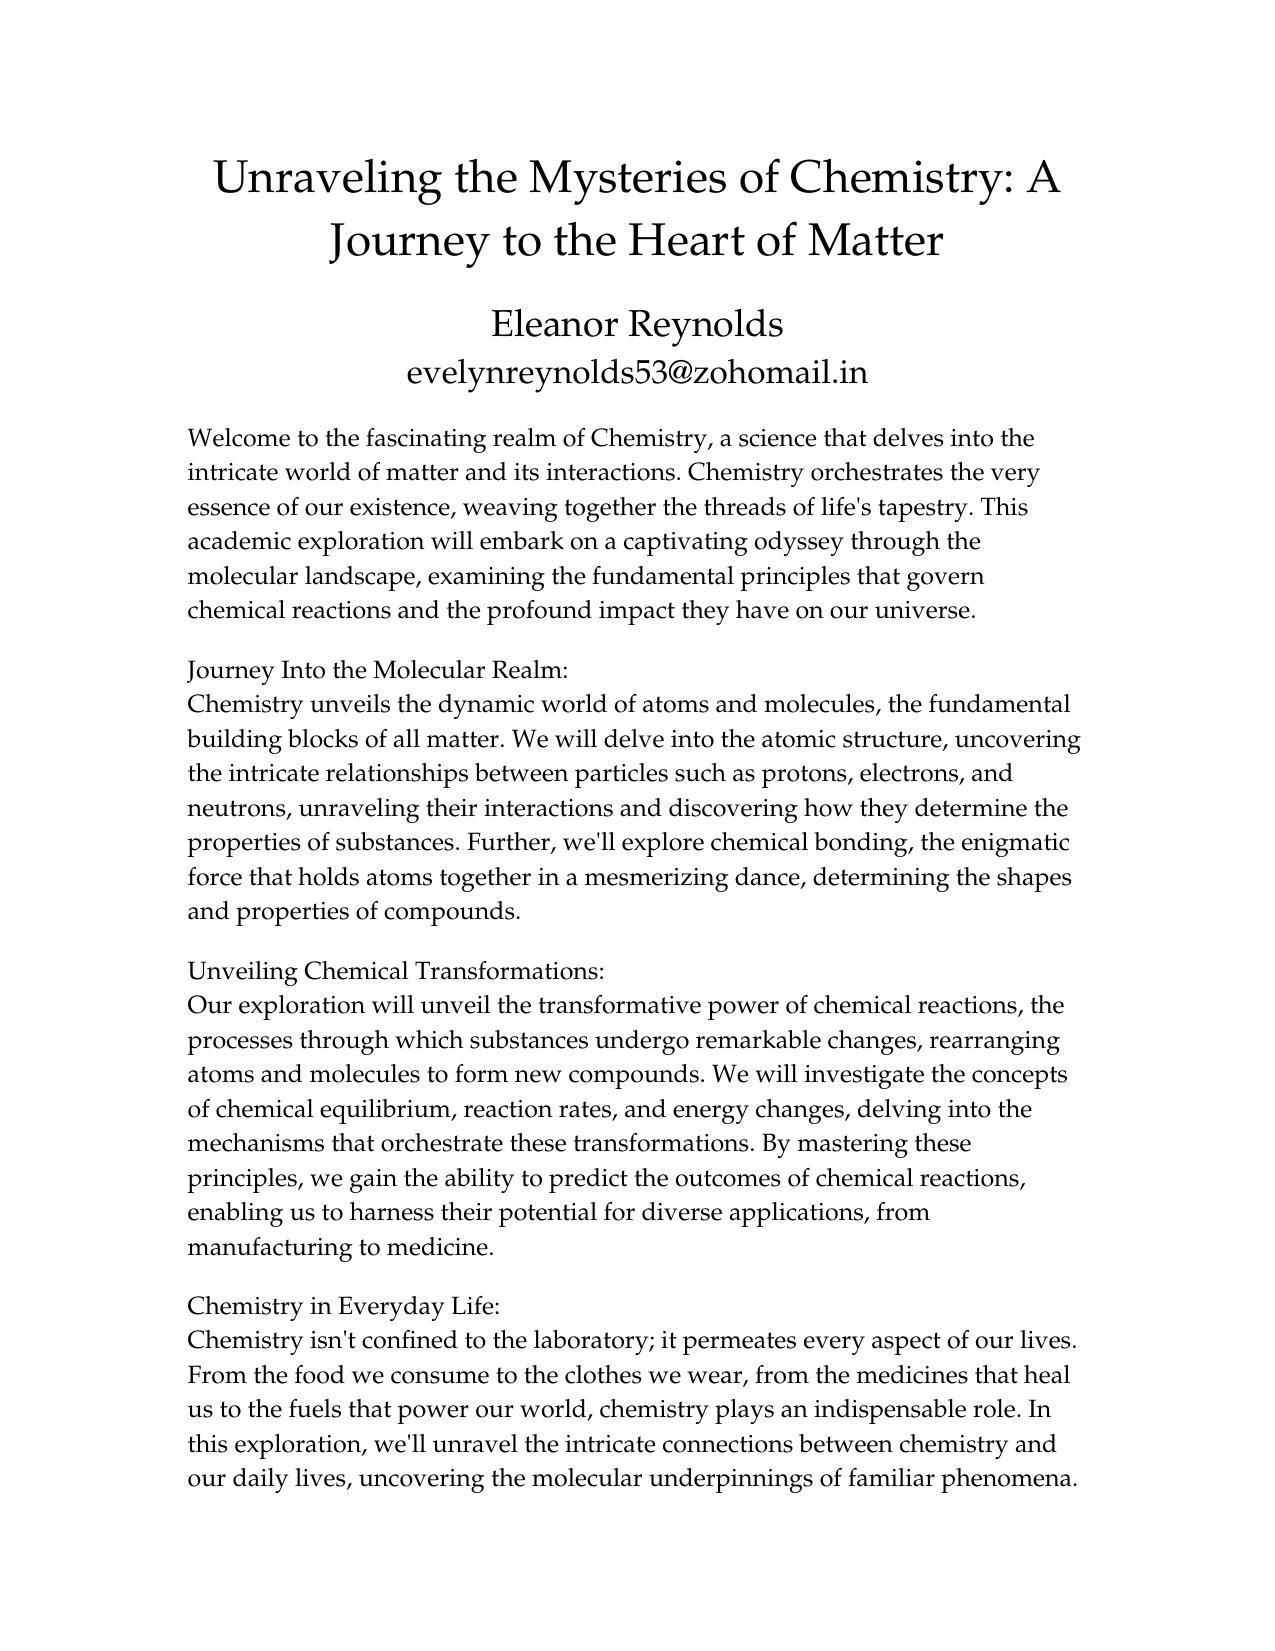 Unraveling the Mysteries of Chemistry: A
Journey to the Heart of Matter
Eleanor Reynolds
evelynreynolds53@zohomail.in
Welcome to the fascinating realm of Chemistry, a science that delves into the
intricate world of matter and its interactions. Chemistry orchestrates the very
essence of our existence, weaving together the threads of life's tapestry. This
academic exploration will embark on a captivating odyssey through the
molecular landscape, examining the fundamental principles that govern
chemical reactions and the profound impact they have on our universe.
Journey Into the Molecular Realm:
Chemistry unveils the dynamic world of atoms and molecules, the fundamental
building blocks of all matter. We will delve into the atomic structure, uncovering
the intricate relationships between particles such as protons, electrons, and
neutrons, unraveling their interactions and discovering how they determine the
properties of substances. Further, we'll explore chemical bonding, the enigmatic
force that holds atoms together in a mesmerizing dance, determining the shapes
and properties of compounds.
Unveiling Chemical Transformations:
Our exploration will unveil the transformative power of chemical reactions, the
processes through which substances undergo remarkable changes, rearranging
atoms and molecules to form new compounds. We will investigate the concepts
of chemical equilibrium, reaction rates, and energy changes, delving into the
mechanisms that orchestrate these transformations. By mastering these
principles, we gain the ability to predict the outcomes of chemical reactions,
enabling us to harness their potential for diverse applications, from
manufacturing to medicine.
Chemistry in Everyday Life:
Chemistry isn't confined to the laboratory; it permeates every aspect of our lives.
From the food we consume to the clothes we wear, from the medicines that heal
us to the fuels that power our world, chemistry plays an indispensable role. In
this exploration, we'll unravel the intricate connections between chemistry and
our daily lives, uncovering the molecular underpinnings of familiar phenomena.